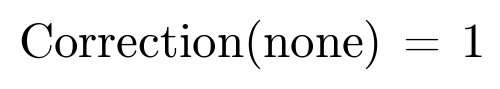 Correction(none) = 1